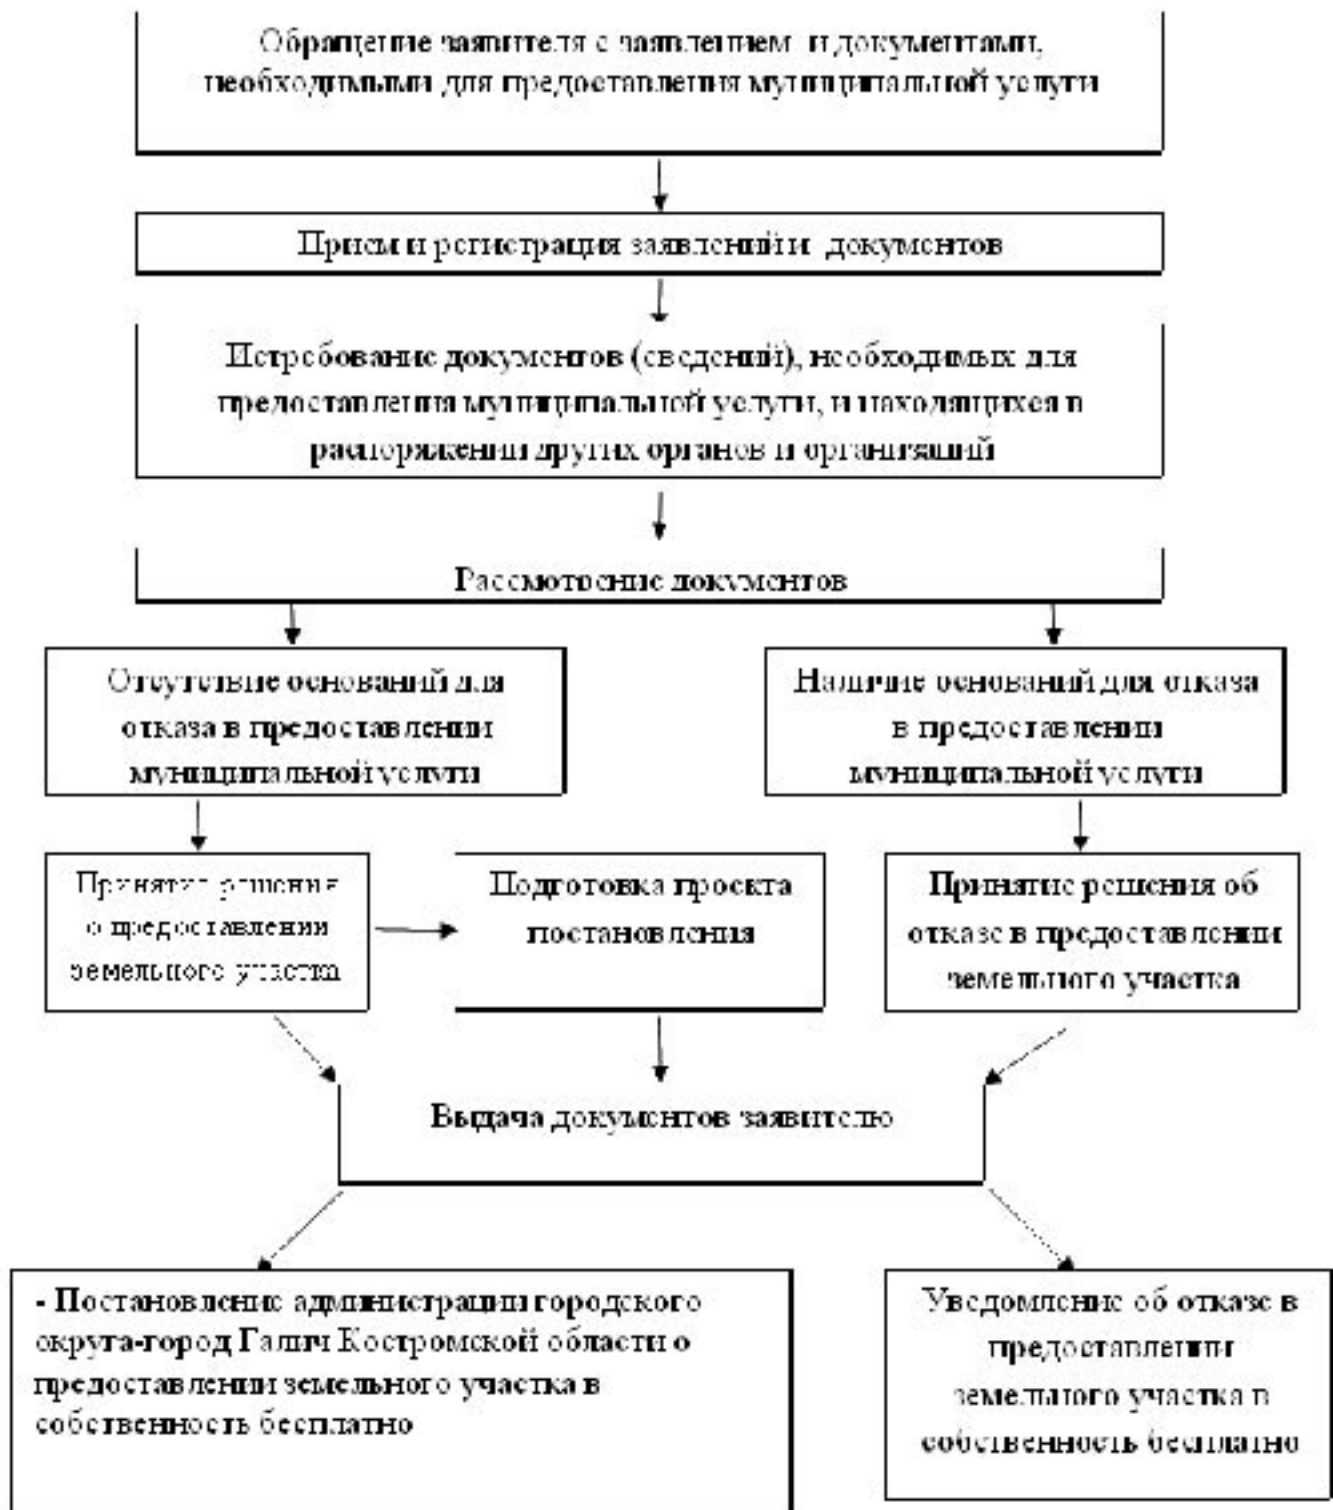 Обращение заявителя с заявлением и документами,
необходимыми для предоставления муниципальной услуги
Прием и регистрация заявлений и документов
Истребование документов (сведений), необходимых для
предоставления муниципальной услуги, и находящихся в
распоряжении других органов и организаций
Рассмотрение документов
Отсутствие оснований для
отказа в предоставлении
муниципальной услуги
Наличие оснований для отказа
в предоставлении
муниципальной услуги
Принятие решения
о предоставлении
земельного участка
Подготовка проекта
постановления
Принятие решения об
отказе в предоставлении
земельного участка
Выдача документов заявителю
- Постановление администрации городского
округа-город Галич Костромской области о
предоставлении земельного участка в
собственность бесплатно
Уведомление об отказе в
предоставлении
земельного участка в
собственность бесплатно